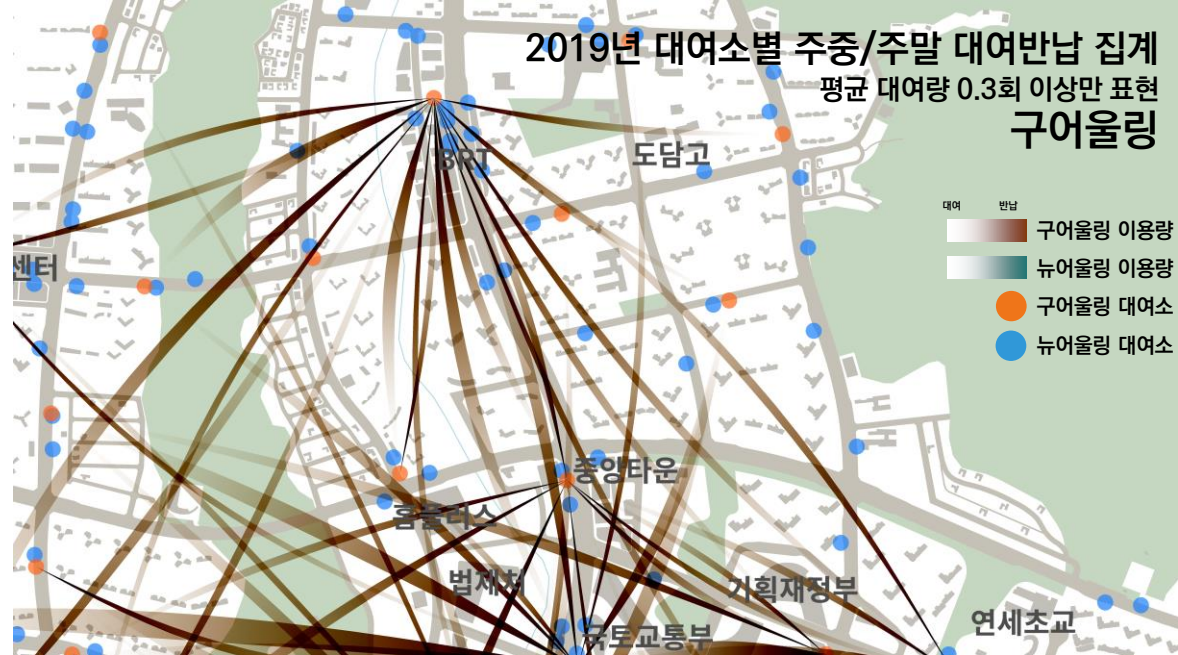 2019년 대여소별 주중/주말 대여반납 집계
평균 대여량 0.3회 이상만 표현
구어울링
대여 반납
구어울링 이용량
뉴어울링 이용량
구어울링 대여소
뉴어울링 대여소
BRT
도담고
센터
중앙타운
홈플러스
법제처
기획재정부
국토교통부
연세초교